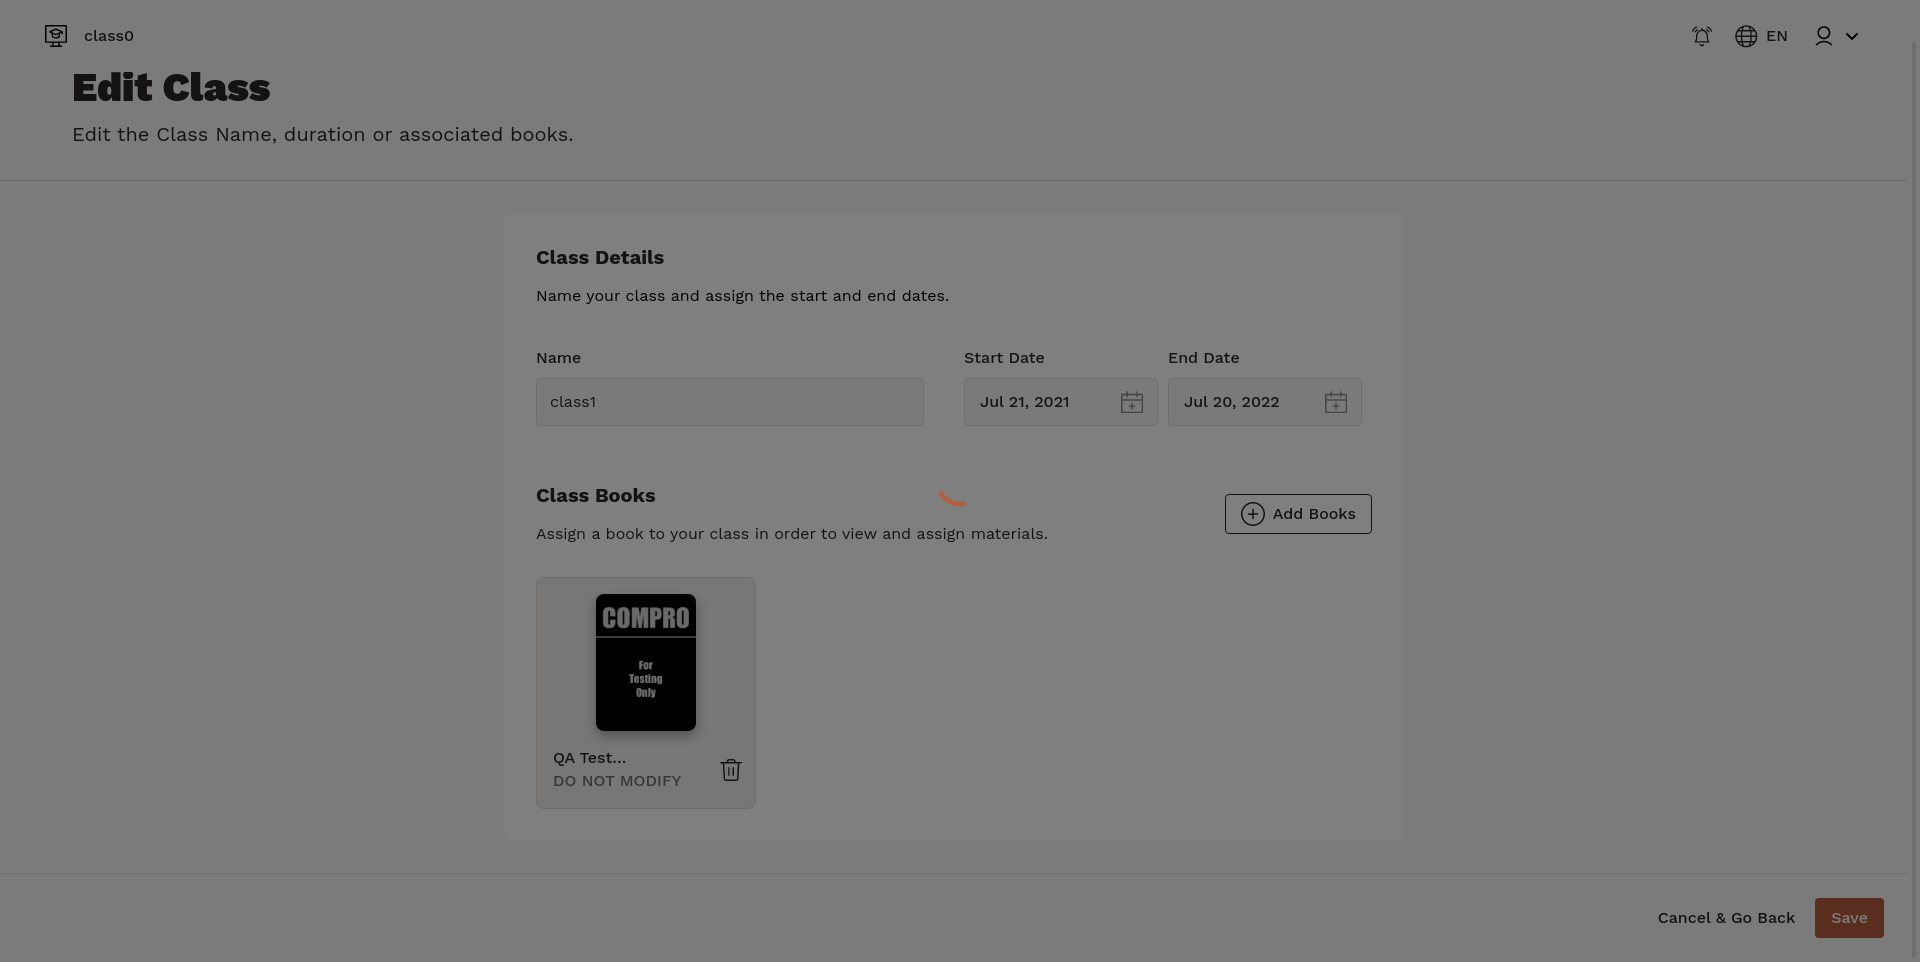 class0
EN
Edit Class
Edit the Class Name, duration or associated books.
Class Details
Name your class and assign the start and end dates.
Name
Start Date
End Date
class1
Jul 21, 2021
Jul 20, 2022
Class Books
Add Books
Assign a book to your class in order to view and assign materials.
COMPRO
For
Testing
Only
QA Test...
DO NOT MODIFY
Cancel & Go Back
Save